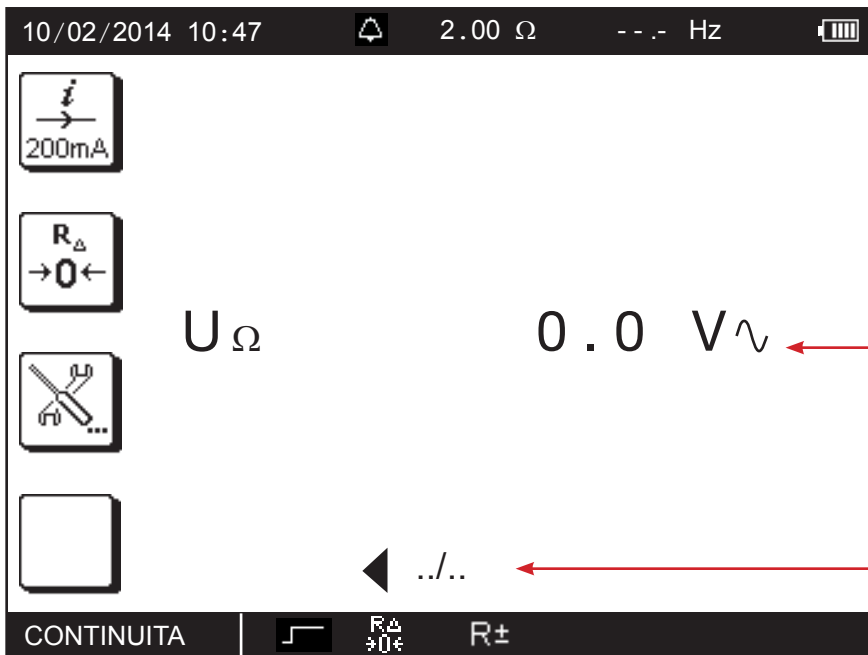 10/02/2014 10:47 2.00 Ω - - .- Hz
i
200mA
RΔ
→0←
UΩ 0.0 V∿
...
◀ ../..
CONTINUITA RΔ R±
→0←